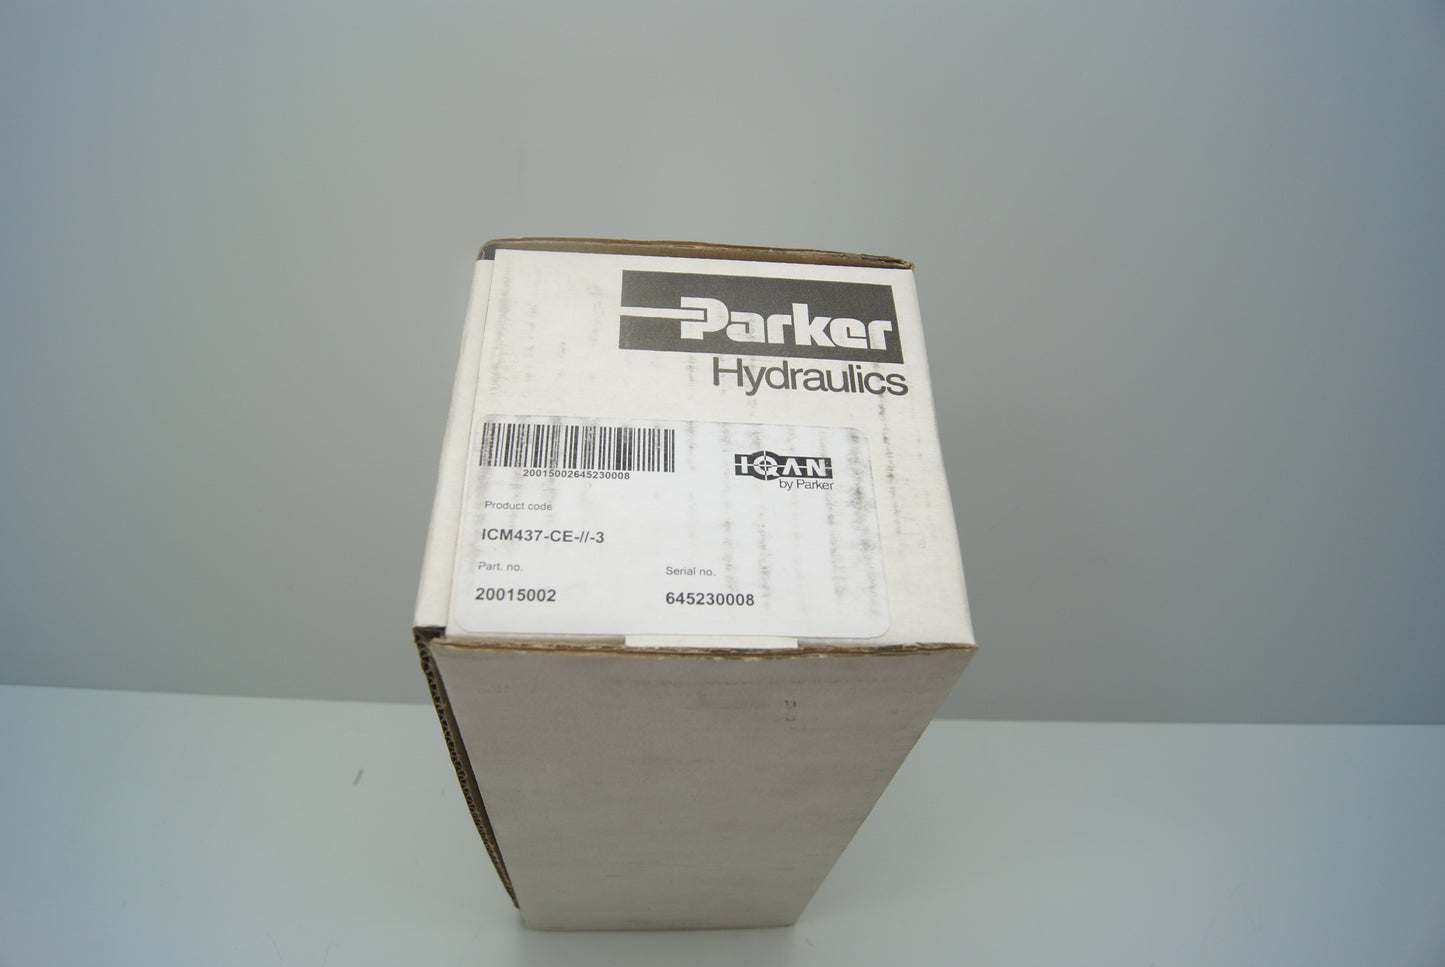 Parker
Hydraulics
20015002645230008
IQAN
by Parker
Product code
ICM437-CE-//-3
Part. no.
Serial no.
20015002
645230008